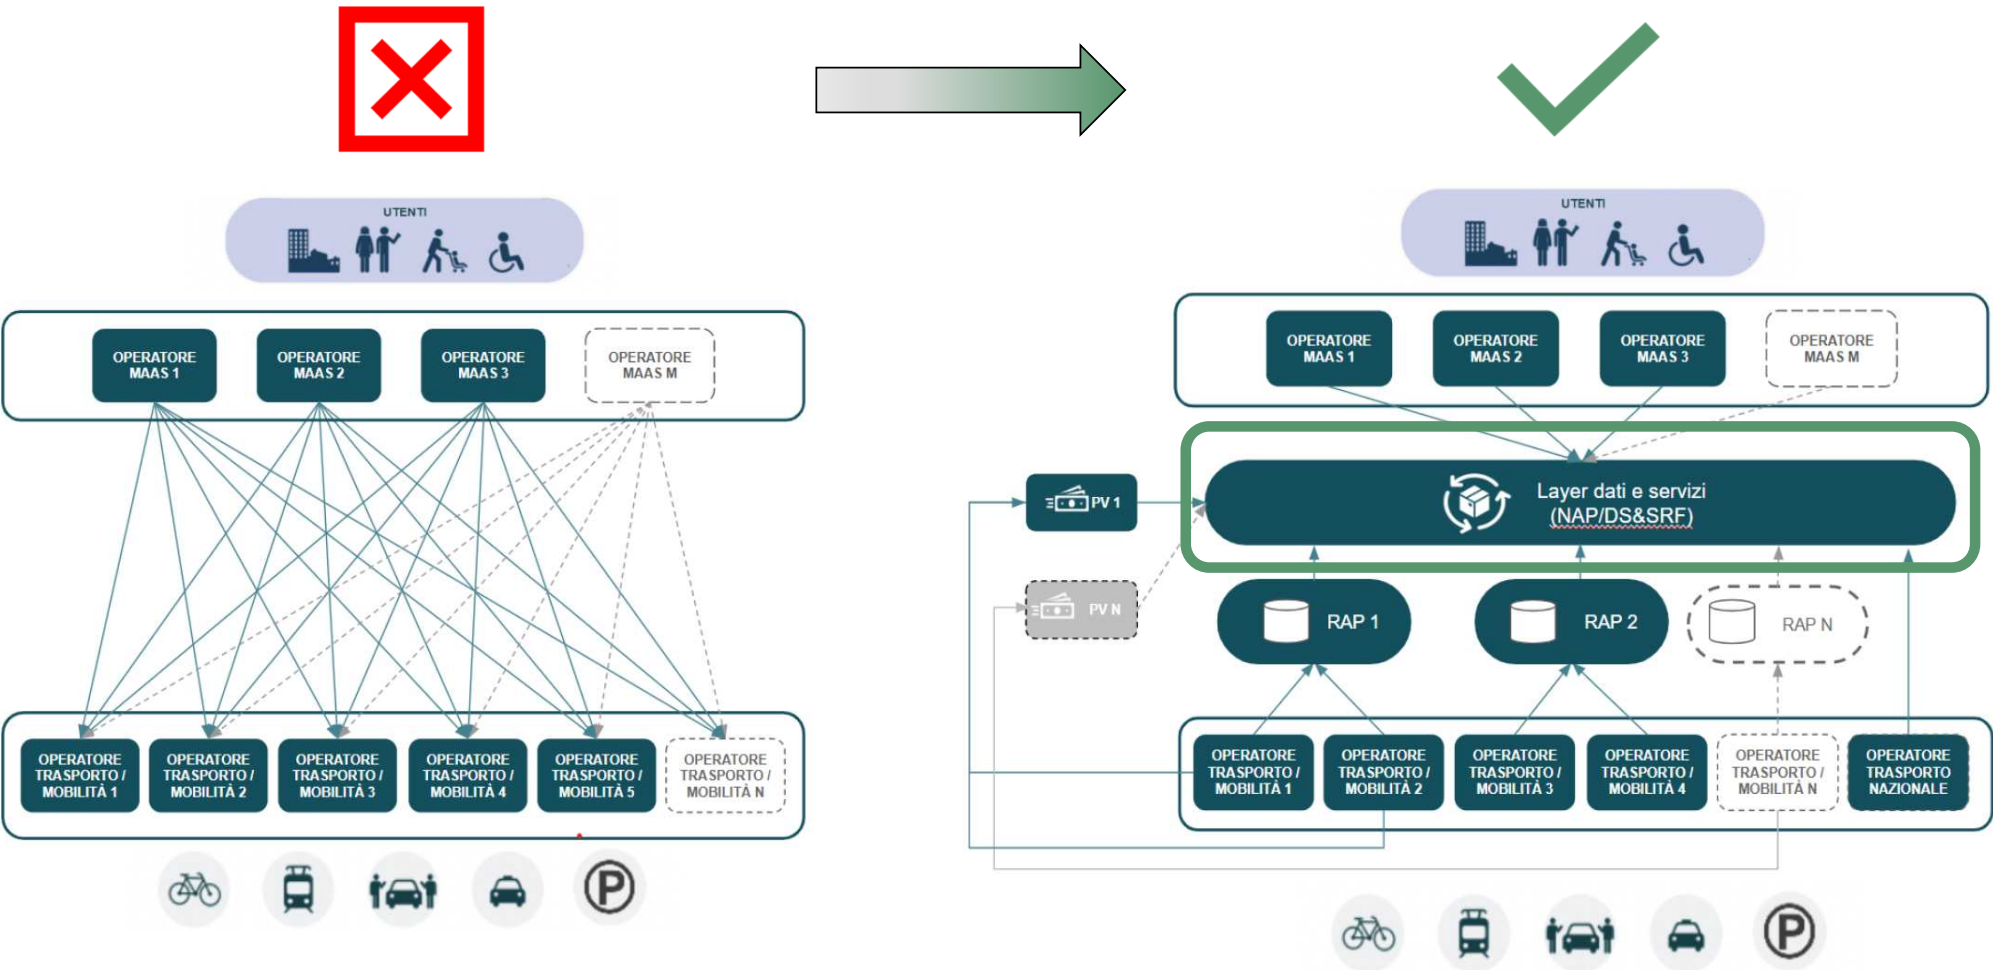 UTENTI
OPERATORE
MAAS 1
OPERATORE
MAAS 2
OPERATORE
MAAS 3
OPERATORE
MAAS M
OPERATORE
TRASPORTO /
MOBILITÀ 1
OPERATORE
TRASPORTO /
MOBILITÀ 2
OPERATORE
TRASPORTO /
MOBILITÀ 3
OPERATORE
TRASPORTO /
MOBILITÀ 4
OPERATORE
TRASPORTO /
MOBILITÀ 5
OPERATORE
TRASPORTO /
MOBILITÀ N
P
UTENTI
OPERATORE
MAAS 1
OPERATORE
MAAS 2
OPERATORE
MAAS 3
OPERATORE
MAAS M
PV 1
Layer dati e servizi
(NAP/DS&SRF)
PV N
RAP 1
RAP 2
RAP N
OPERATORE
TRASPORTO /
MOBILITÀ 1
OPERATORE
TRASPORTO /
MOBILITÀ 2
OPERATORE
TRASPORTO /
MOBILITÀ 3
OPERATORE
TRASPORTO /
MOBILITÀ 4
OPERATORE
TRASPORTO /
MOBILITÀ N
OPERATORE
TRASPORTO
NAZIONALE
P